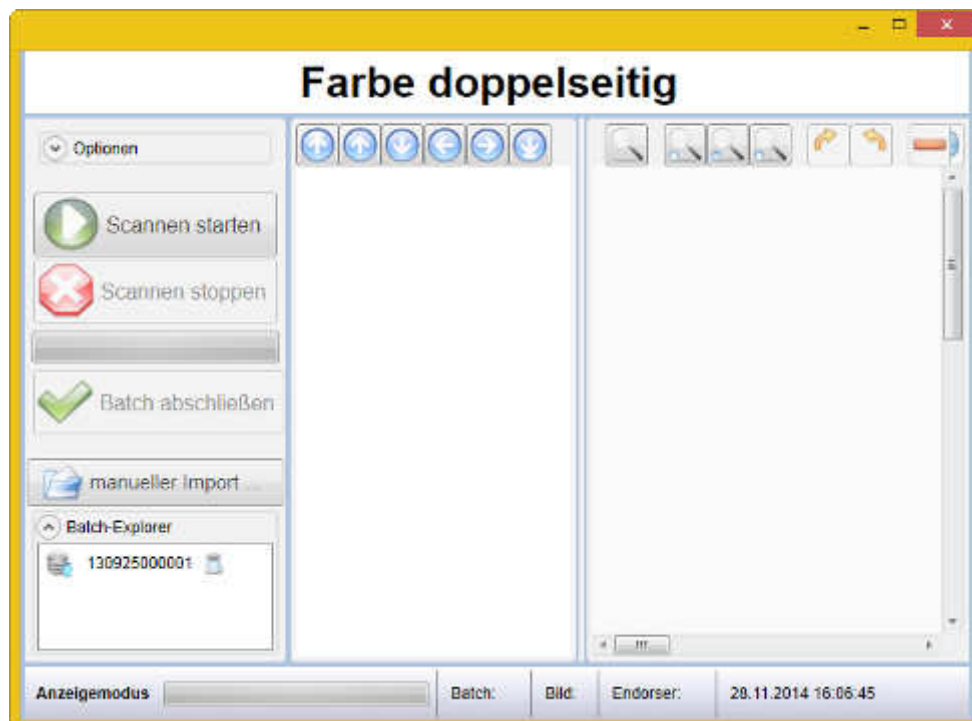 Farbe doppelseitig
Optionen
Scannen starten
Scannen stoppen
Batch abschließen
manueller Import ...
Batch-Explorer
130925000001
Anzeigemodus
Batch:
Bild:
Endorser:
28.11.2014 16:06:45